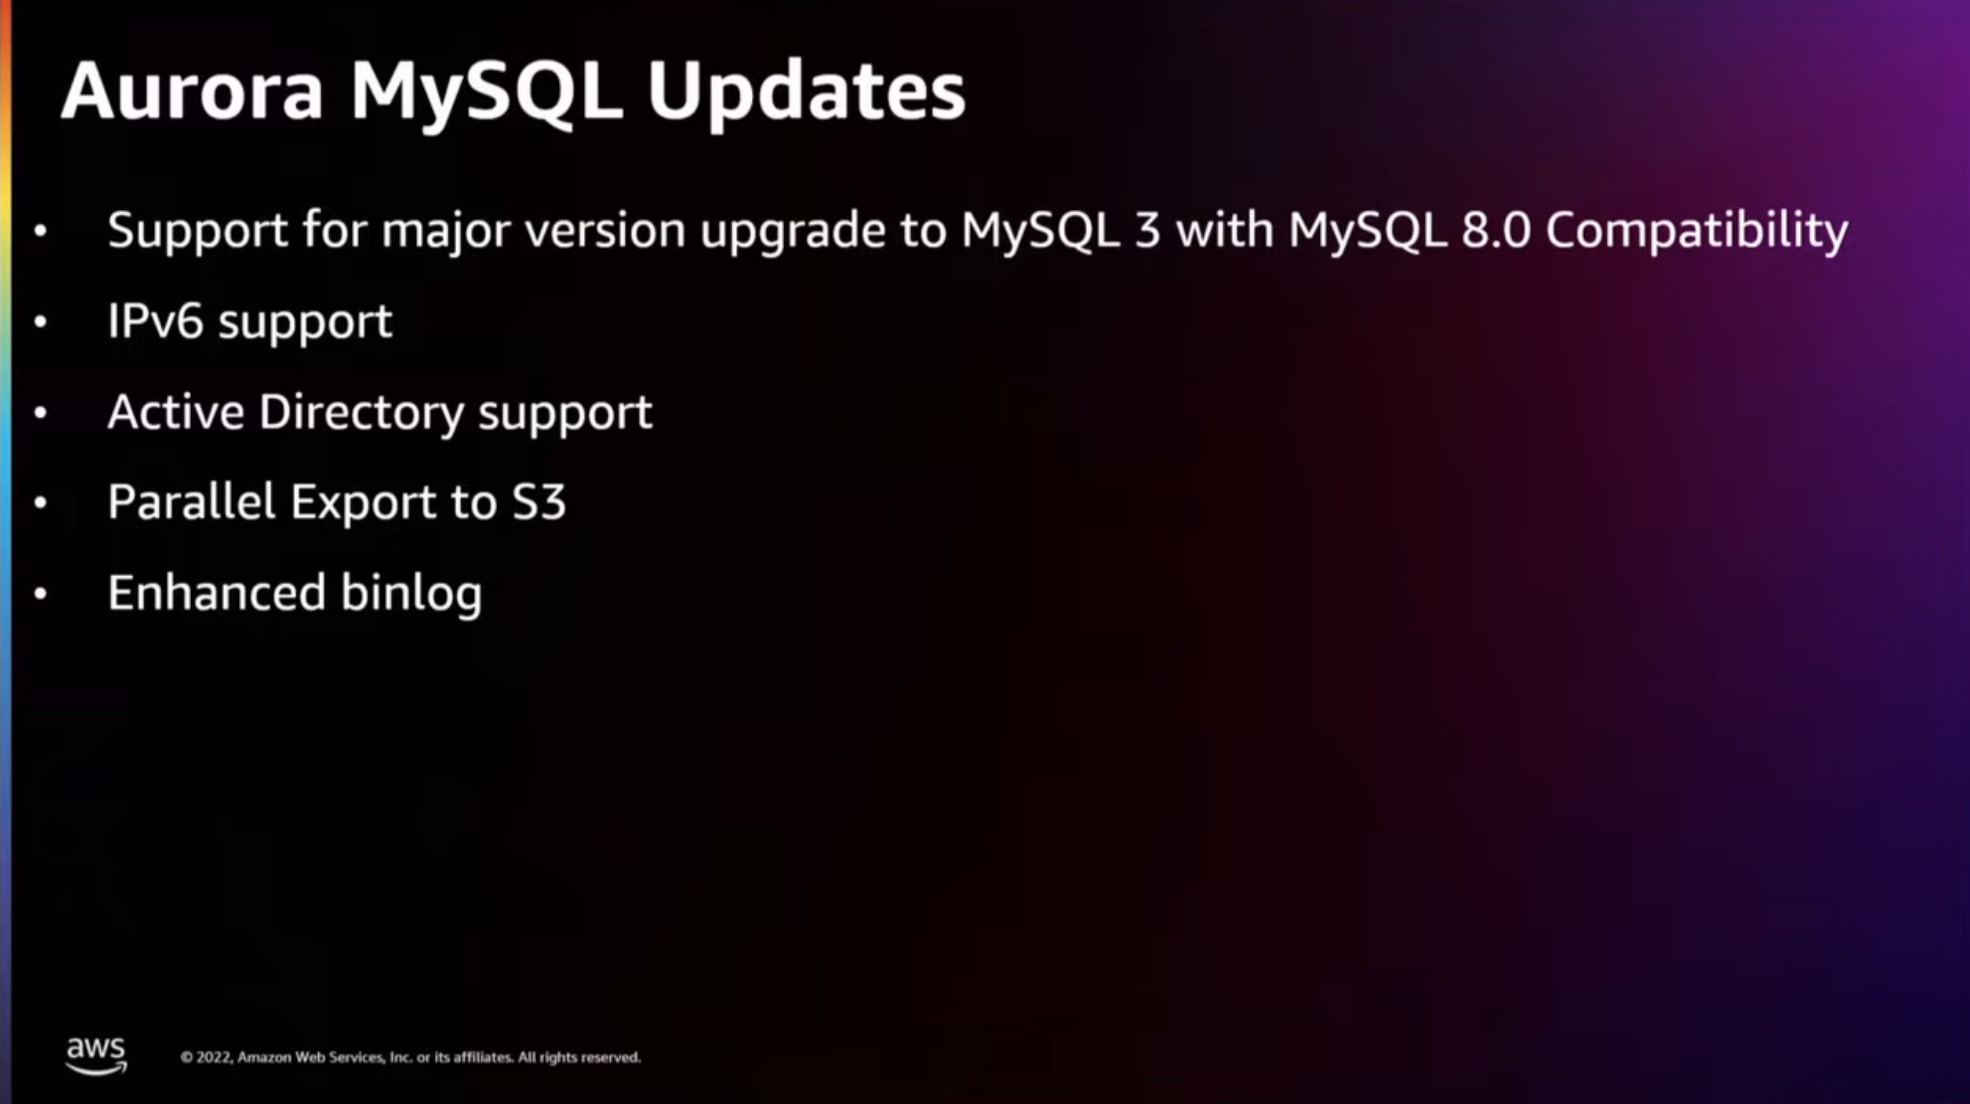 Aurora MySQL Updates
• Support for major version upgrade to MySQL 3 with MySQL 8.0 Compatibility
• IPv6 support
• Active Directory support
• Parallel Export to S3
• Enhanced binlog
aws
© 2022, Amazon Web Services, Inc. or its affiliates. All rights reserved.